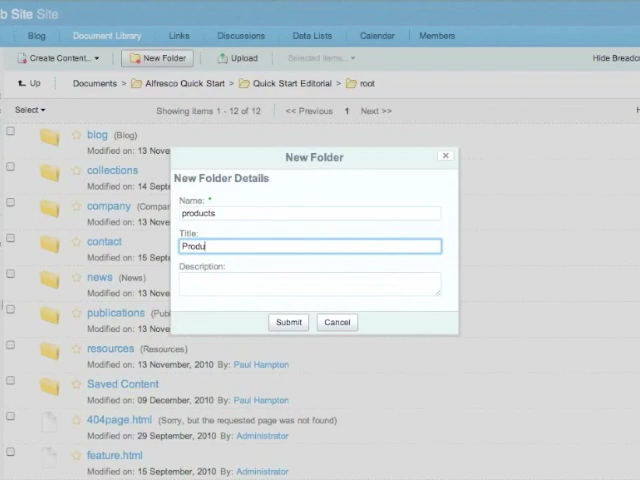 b Site Site
Blog Document Library Links Discussions Data Lists Calendar Members
Create Content... New Folder Upload Selected Items... Hide Breadc
Up Documents > Alfresco Quick Start > Quick Start Editorial > root
Select Showing items 1 - 12 of 12 << Previous 1 Next >>
blog (Blog)
Modified on: 13 Nove
collections
Modified on: 14 Septe
company (Compar
Modified on: 13 Nove
contact
Modified on: 15 Septe
news (News)
Modified on: 13 Nove
publications (Publ
Modified on: 13 Nove
resources (Resources)
Modified on: 13 November, 2010 By: Paul Hampton
Saved Content
Modified on: 09 December, 2010 By: Paul Hampton
404page.html (Sorry, but the requested page was not found)
Modified on: 29 September, 2010 By: Administrator
feature.html
Modified on: 15 September, 2010 By: Administrator
New Folder
New Folder Details
Name: *
products
Title:
Produ
Description:
Submit Cancel